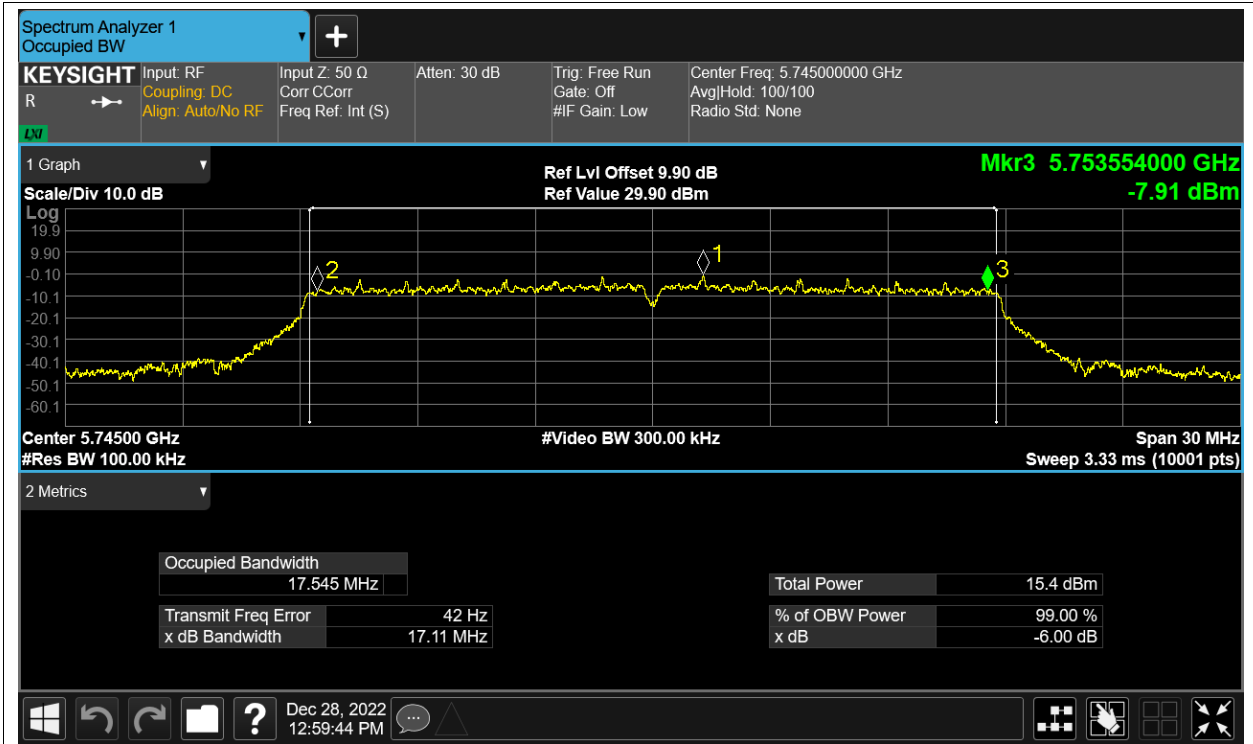 Spectrum Analyzer 1
Occupied BW
KEYSIGHT
R
LXI
Input: RF
Coupling: DC
Align: Auto/No RF
Input Z: 50 Ω
Corr CCorr
Freq Ref: Int (S)
Atten: 30 dB
Trig: Free Run
Gate: Off
#IF Gain: Low
Center Freq: 5.745000000 GHz
Avg|Hold: 100/100
Radio Std: None
1 Graph
Scale/Div 10.0 dB
Ref Lvl Offset 9.90 dB
Ref Value 29.90 dBm
Mkr3 5.753554000 GHz
-7.91 dBm
Log
19.9
9.90
-0.10
-10.1
-20.1
-30.1
-40.1
-50.1
-60.1
2
1
3
Center 5.74500 GHz
#Video BW 300.00 kHz
Span 30 MHz
#Res BW 100.00 kHz
Sweep 3.33 ms (10001 pts)
2 Metrics
Occupied Bandwidth
17.545 MHz
Transmit Freq Error 42 Hz
x dB Bandwidth 17.11 MHz
Total Power 15.4 dBm
% of OBW Power 99.00 %
x dB -6.00 dB
?
Dec 28, 2022
12:59:44 PM